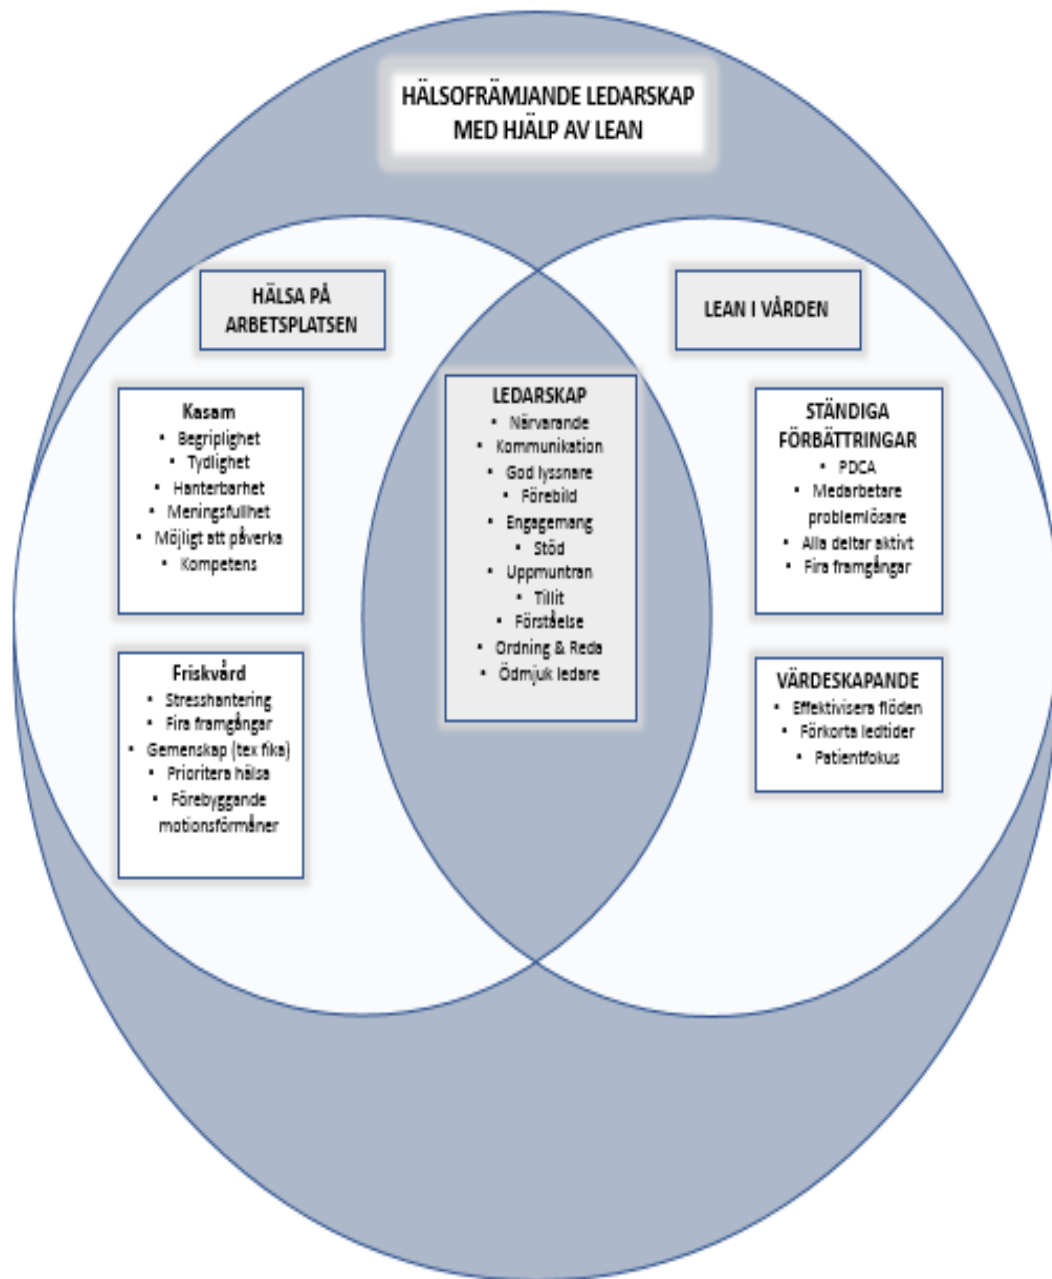 HÄLSOFRÄMJANDE LEDARSKAP
MED HJÄLP AV LEAN
HÄLSA PÅ
ARBETSPLATSEN
LEAN I VÅRDEN
Kasam
▪ Begriplighet
▪ Tydlighet
▪ Hanterbarhet
▪ Meningsfullhet
▪ Möjligt att påverka
▪ Kompetens
Friskvård
▪ Stresshantering
▪ Fira framgångar
▪ Gemenskap (tex fika)
▪ Prioritera hälsa
▪ Förebyggande
motionsförmåner
LEDARSKAP
▪ Närvarande
▪ Kommunikation
▪ God lyssnare
▪ Förebild
▪ Engagemang
▪ Stöd
▪ Uppmuntran
▪ Tillit
▪ Förståelse
▪ Ordning & Reda
▪ Ödmjuk ledare
STÄNDIGA
FÖRBÄTTRINGAR
▪ PDCA
▪ Medarbetare
problemlösare
▪ Alla deltar aktivt
▪ Fira framgångar
VÄRDESKAPANDE
▪ Effektivisera flöden
▪ Förkorta ledtider
▪ Patientfokus